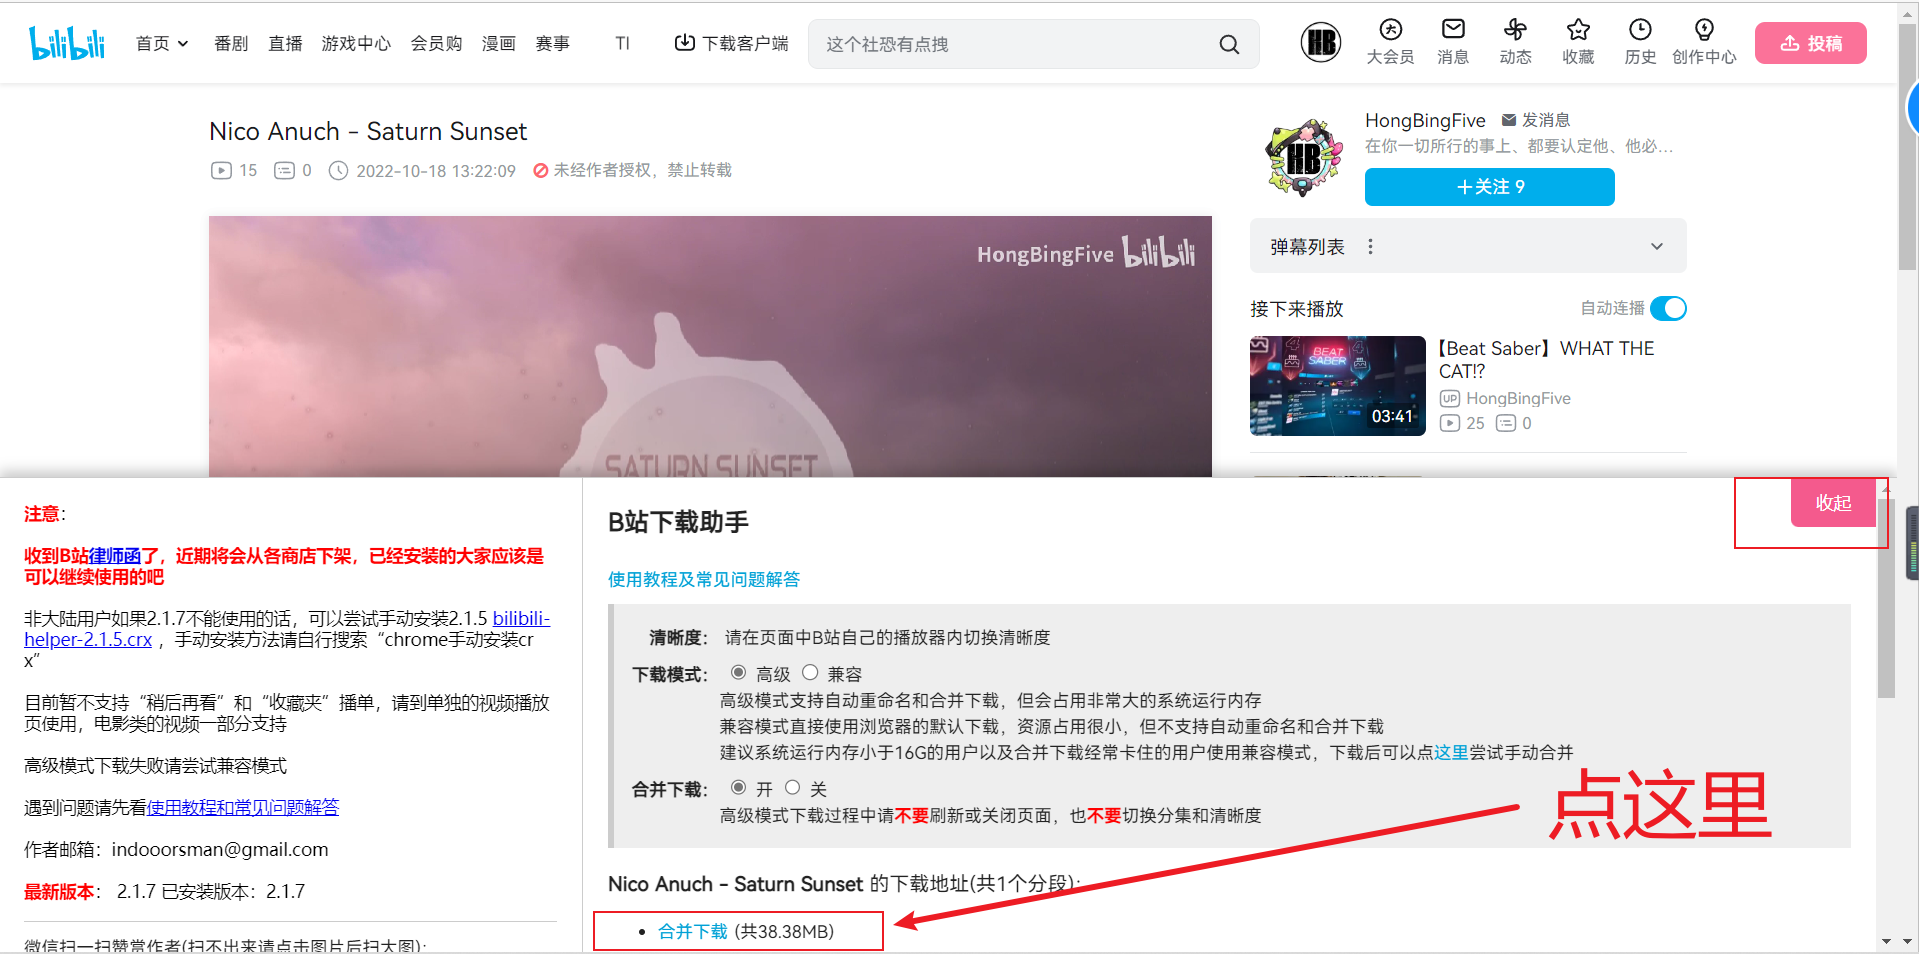 bilibili
首页
番剧
直播
游戏中心
会员购
漫画
赛事
TI
下载客户端
这个社恐有点拽
HB
大会员
消息
动态
收藏
历史
创作中心
投稿
Nico Anuch - Saturn Sunset
15
0
2022-10-18 13:22:09
未经作者授权，禁止转载
HongBingFive bilibili
SATURN SUNSET
HB
HongBingFive
发消息
在你一切所行的事上、都要认定他、他必…
+关注 9
弹幕列表
接下来播放
自动连播
BEAT SABER
03:41
【Beat Saber】WHAT THE
CAT!?
UP HongBingFive
25
0
注意：
收到B站律师函了，近期将会从各商店下架，已经安装的大家应该是
可以继续使用的吧
非大陆用户如果2.1.7不能使用的话，可以尝试手动安装2.1.5 bilibili-
helper-2.1.5.crx ，手动安装方法请自行搜索“chrome手动安装cr
x”
目前暂不支持“稍后再看”和“收藏夹”播单，请到单独的视频播放
页使用，电影类的视频一部分支持
高级模式下载失败请尝试兼容模式
遇到问题请先看使用教程和常见问题解答
作者邮箱：indooorsman@gmail.com
最新版本： 2.1.7 已安装版本：2.1.7
微信扫一扫赞赏作者(扫不出来请点击图片后扫大图)：
收起
B站下载助手
使用教程及常见问题解答
清晰度： 请在页面中B站自己的播放器内切换清晰度
下载模式： 高级 兼容
高级模式支持自动重命名和合并下载，但会占用非常大的系统运行内存
兼容模式直接使用浏览器的默认下载，资源占用很小，但不支持自动重命名和合并下载
建议系统运行内存小于16G的用户以及合并下载经常卡住的用户使用兼容模式，下载后可以点这里尝试手动合并
合并下载： 开 关
高级模式下载过程中请不要刷新或关闭页面，也不要切换分集和清晰度
点这里
Nico Anuch - Saturn Sunset 的下载地址(共1个分段)：
• 合并下载 (共38.38MB)